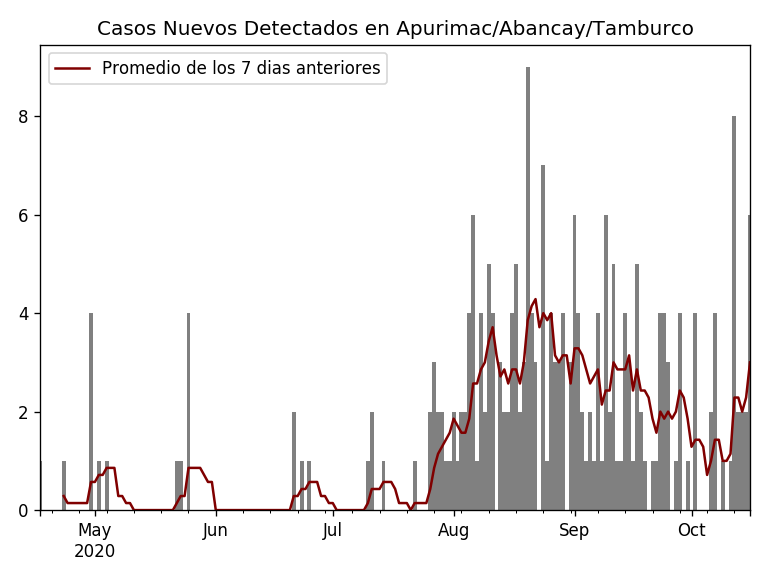 Casos Nuevos Detectados en Apurimac/Abancay/Tamburco
Promedio de los 7 dias anteriores
8
6
4
2
0
May Jun Jul Aug Sep Oct
2020